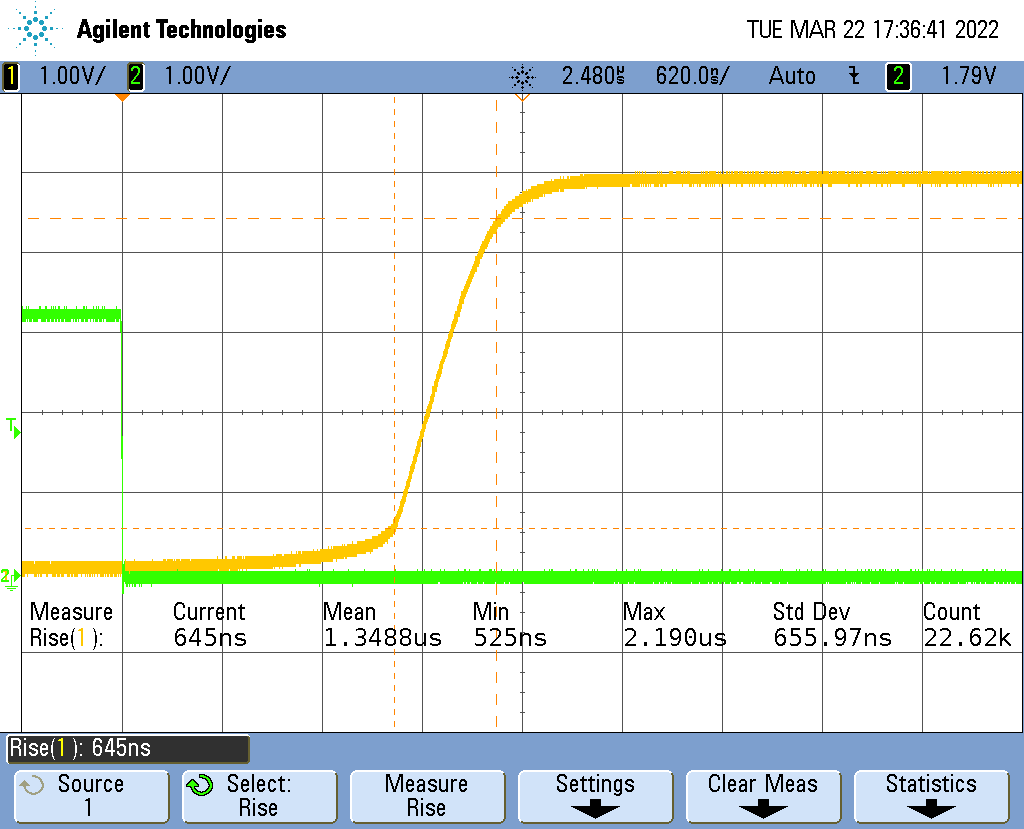 Agilent Technologies TUE MAR 22 17:36:41 2022
1 1.00V/ 2 1.00V/ 2.480us 620.0ns/ Auto 2 1.79V
T
2
Measure Current Mean Min Max Std Dev Count
Rise(1): 645ns 1.3488us 525ns 2.190us 655.97ns 22.62k
Rise(1): 645ns
Source Select: Measure Settings Clear Meas Statistics
1 Rise Rise